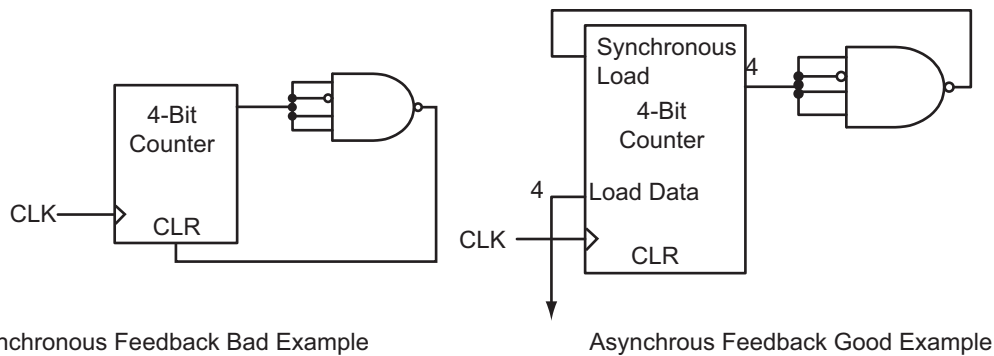 4-Bit
Counter
CLK
CLR
Synchronous
Load
4
4-Bit
Counter
4
Load Data
CLK
CLR
nchronous Feedback Bad Example
Asynchrous Feedback Good Example